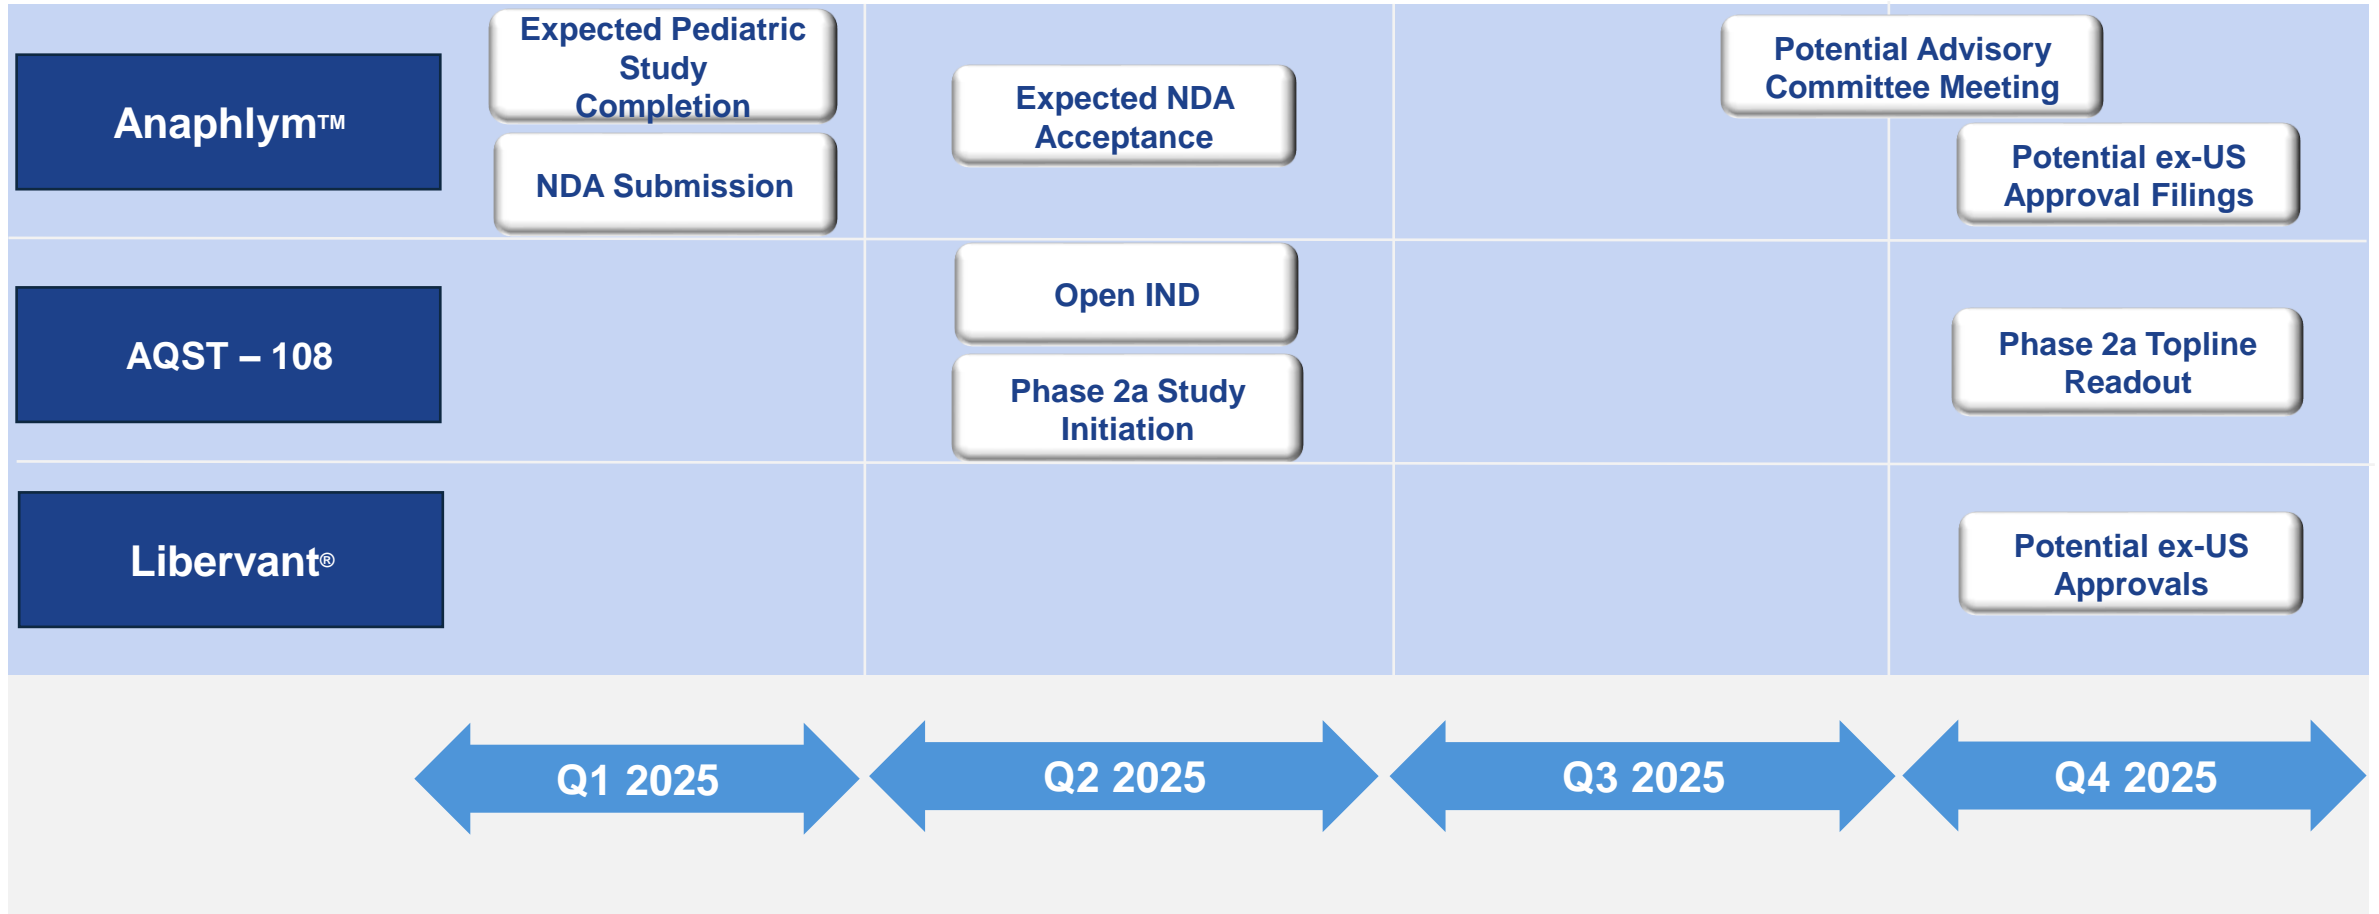 Anaphlym™
Expected Pediatric
Study
Completion
NDA Submission
Expected NDA
Acceptance
Potential Advisory
Committee Meeting
Potential ex-US
Approval Filings
AQST – 108
Open IND
Phase 2a Study
Initiation
Phase 2a Topline
Readout
Libervant®
Potential ex-US
Approvals
Q1 2025
Q2 2025
Q3 2025
Q4 2025